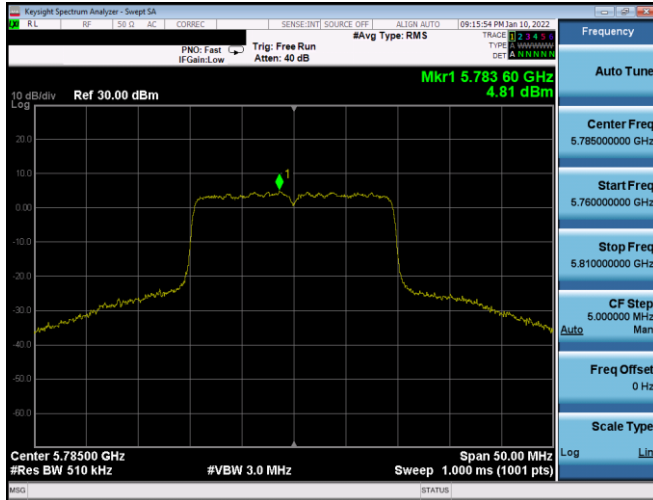 Keysight Spectrum Analyzer - Swept SA
RL RF 50 Ω AC CORREC SENSE:INT SOURCE OFF ALIGN AUTO 09:15:54 PM Jan 10, 2022
#Avg Type: RMS TRACE 1 2 3 4 5 6
PNO: Fast Trig: Free Run TYPE A WWWWW
IFGain:Low Atten: 40 dB DET A N N N N N
Mkr1 5.783 60 GHz
4.81 dBm
10 dB/div Ref 30.00 dBm
Log
20.0
10.0
0.00
-10.0
-20.0
-30.0
-40.0
-50.0
-60.0
1
Center 5.78500 GHz Span 50.00 MHz
#Res BW 510 kHz #VBW 3.0 MHz Sweep 1.000 ms (1001 pts)
MSG STATUS
Frequency
Auto Tune
Center Freq
5.785000000 GHz
Start Freq
5.760000000 GHz
Stop Freq
5.810000000 GHz
CF Step
5.000000 MHz
Auto Man
Freq Offset
0 Hz
Scale Type
Log Lin